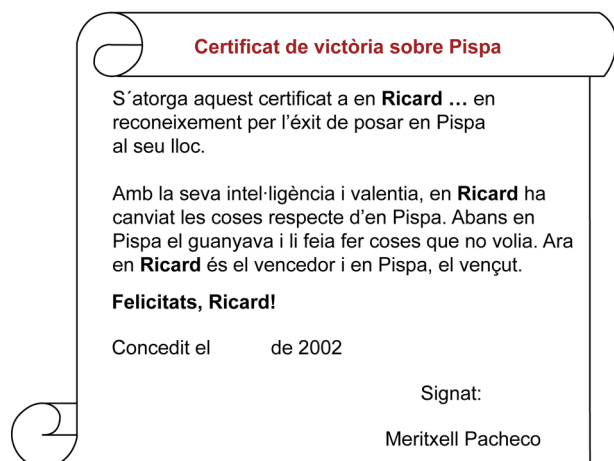 Certificat de victòria sobre Pispa
S´atorga aquest certificat a en Ricard ... en
reconeixement per l’éxit de posar en Pispa
al seu lloc.
Amb la seva intel·ligència i valentia, en Ricard ha
canviat les coses respecte d’en Pispa. Abans en
Pispa el guanyava i li feia fer coses que no volia. Ara
en Ricard és el vencedor i en Pispa, el vençut.
Felicitats, Ricard!
Concedit el de 2002
Signat:
Meritxell Pacheco